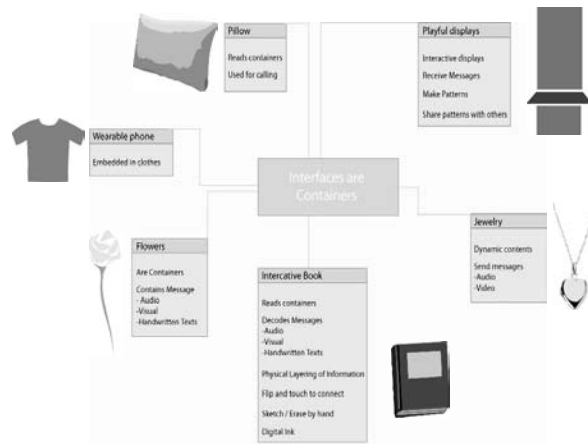 Pillow
Reads containers
Used for calling
Playful displays
Interactive displays
Receive Messages
Make Patterns
Share patterns with others
Wearable phone
Embedded in clothes
Interfaces are
Containers
Flowers
Are Containers
Contains Message
- Audio
-Visual
-Handwritten Texts
Intercative Book
Reads containers
Decodes Messages
-Audio
-Visual
-Handwritten Texts
Physical Layering of Information
Flip and touch to connect
Sketch / Erase by hand
Digital Ink
Jewelry
Dynamic contents
Send messages
-Audio
-Video